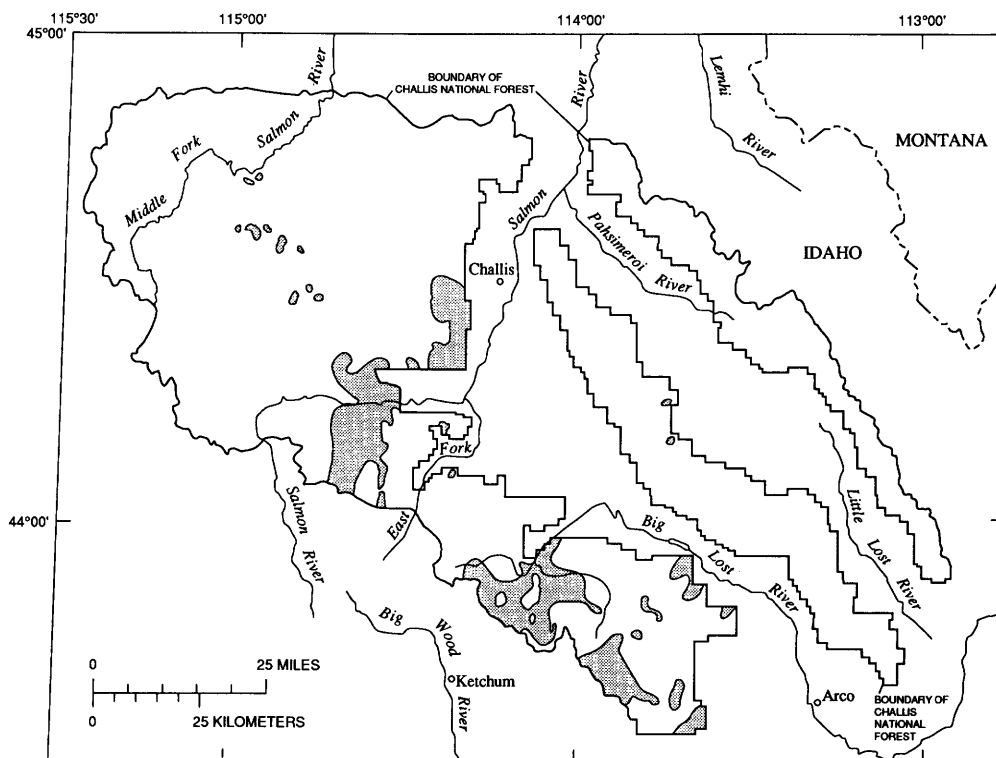 115°30'
115°00'
114°00'
113°00'
45°00'
River
BOUNDARY OF
CHALLIS NATIONAL FOREST
River
Lemhi
River
MONTANA
Salmon
Fork
Middle
Salmon
Pahsimeroi
River
IDAHO
Challis
Fork
East
44°00'
Salmon
River
Big
Lost
River
Little
Lost
River
Big
Wood
River
Ketchum
Arco
BOUNDARY OF
CHALLIS
NATIONAL
FOREST
0 25 MILES
0 25 KILOMETERS